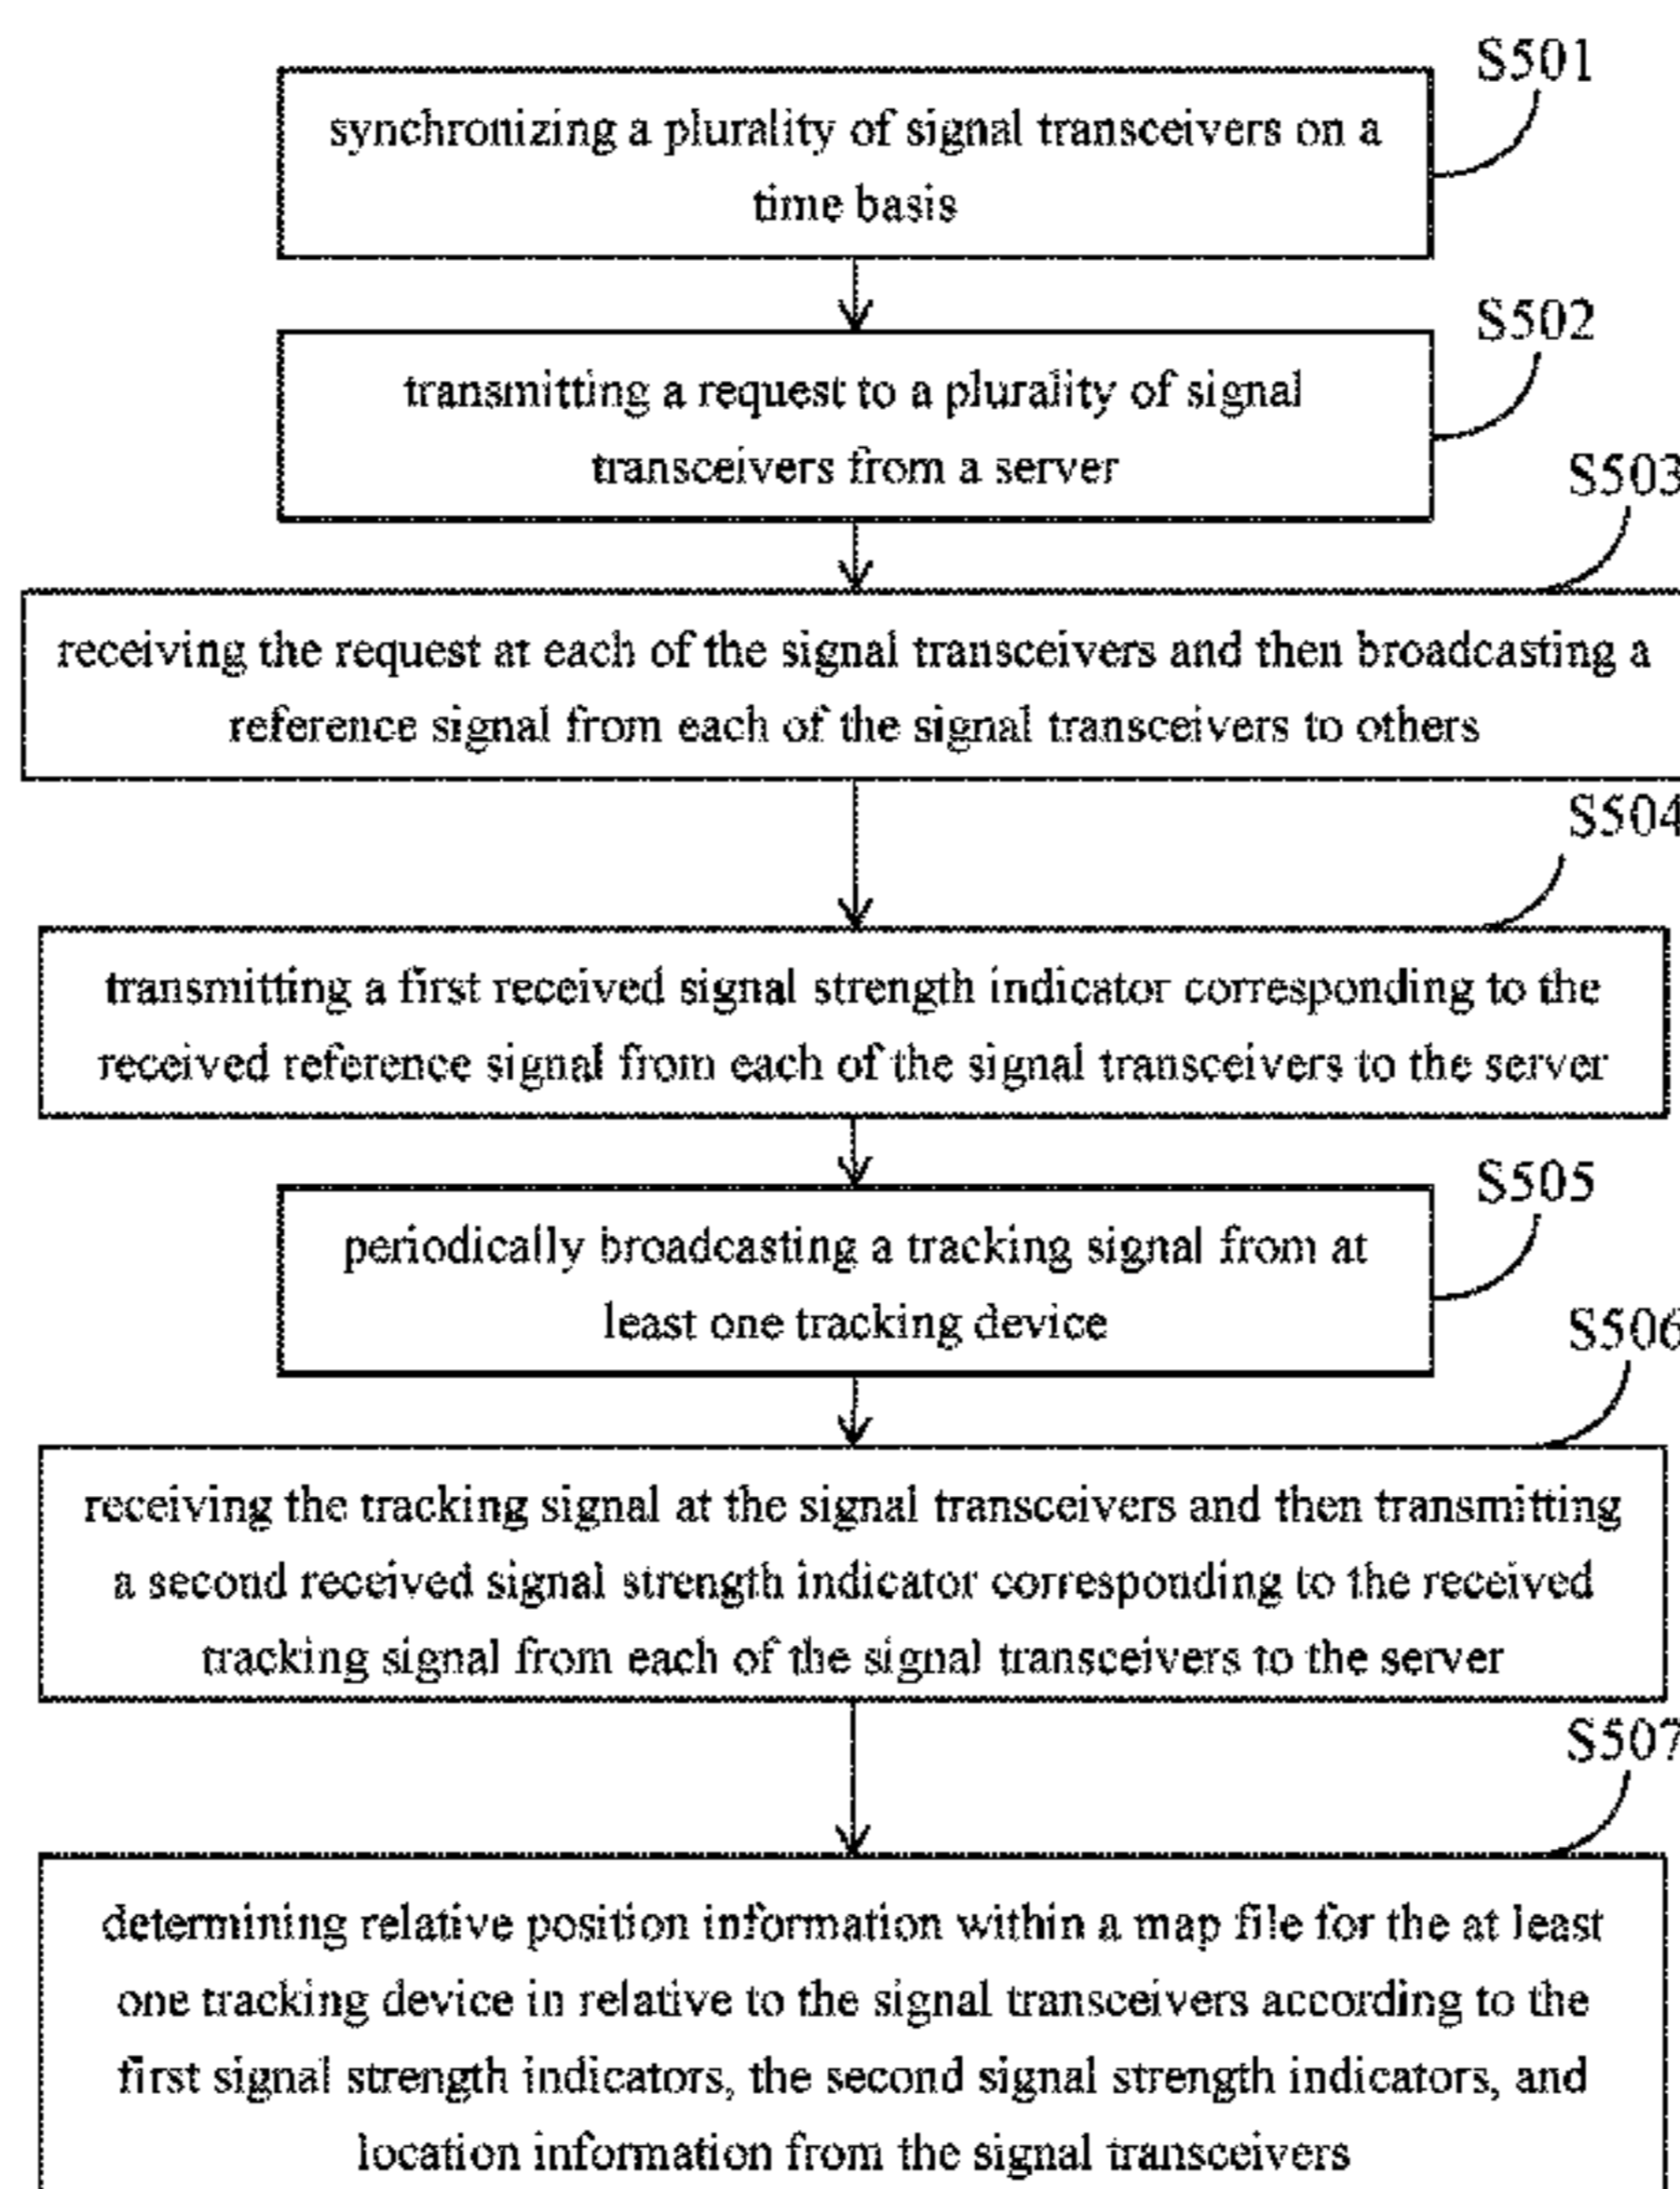 S501
synchronizing a plurality of signal transceivers on a
time basis
S502
transmitting a request to a plurality of signal
transceivers from a server
S503
receiving the request at each of the signal transceivers and then broadcasting a
reference signal from each of the signal transceivers to others
S504
transmitting a first received signal strength indicator corresponding to the
received reference signal from each of the signal transceivers to the server
S505
periodically broadcasting a tracking signal from at
least one tracking device
S506
receiving the tracking signal at the signal transceivers and then transmitting
a second received signal strength indicator corresponding to the received
tracking signal from each of the signal transceivers to the server
S507
determining relative position information within a map file for the at least
one tracking device in relative to the signal transceivers according to the
first signal strength indicators, the second signal strength indicators, and
location information from the signal transceivers